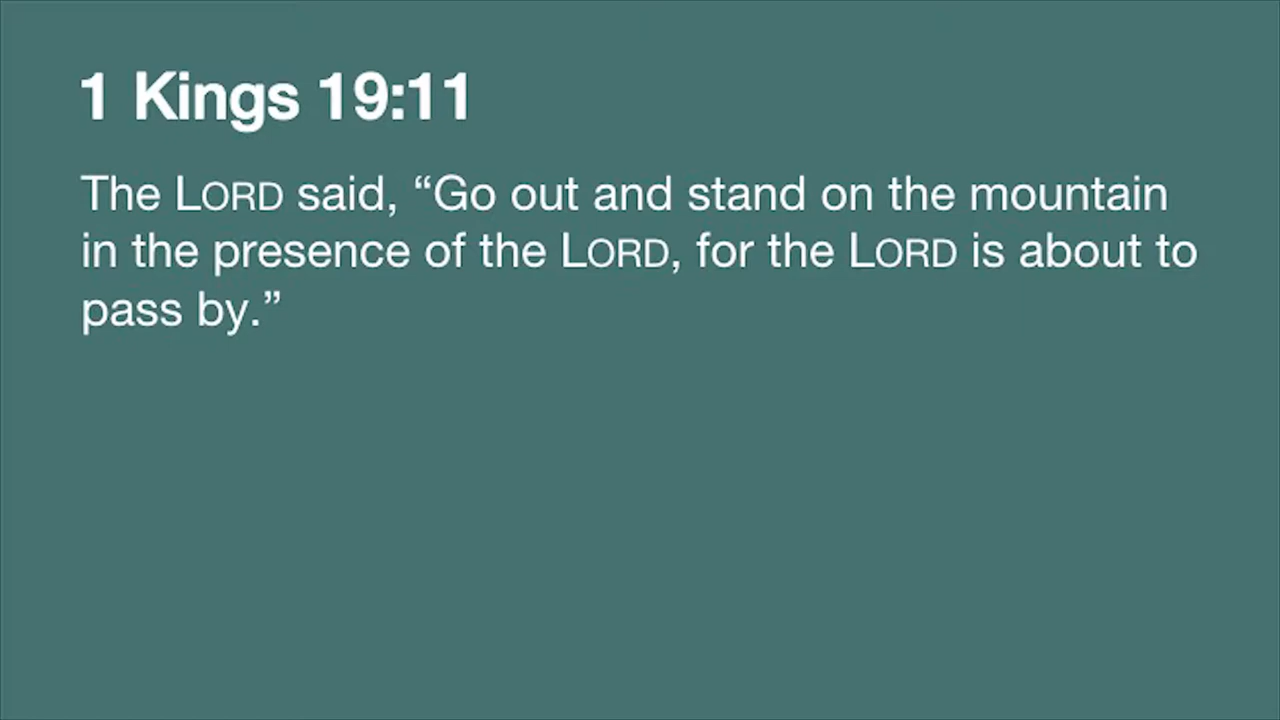 1 Kings 19:11
The LORD said, “Go out and stand on the mountain
in the presence of the LORD, for the LORD is about to
pass by.”